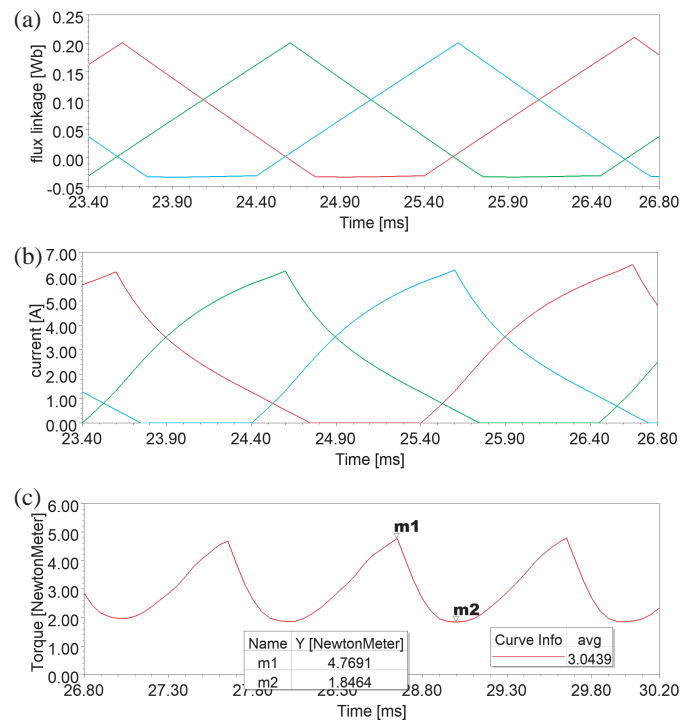 (a)
flux linkage [Wb]
0.25
0.20
0.15
0.10
0.05
0.00
-0.05
23.40 23.90 24.40 24.90 25.40 25.90 26.40 26.80
Time [ms]
(b)
current [A]
7.00
6.00
5.00
4.00
3.00
2.00
1.00
0.00
23.40 23.90 24.40 24.90 25.40 25.90 26.40 26.80
Time [ms]
(c)
Torque [NewtonMeter]
6.00
5.00
4.00
3.00
2.00
1.00
0.00
m1
m2
Name Y [NewtonMeter]
m1 4.7691
m2 1.8464
Curve Info avg
3.0439
26.80 27.30 27.80 28.80 29.30 29.80 30.20
Time [ms]